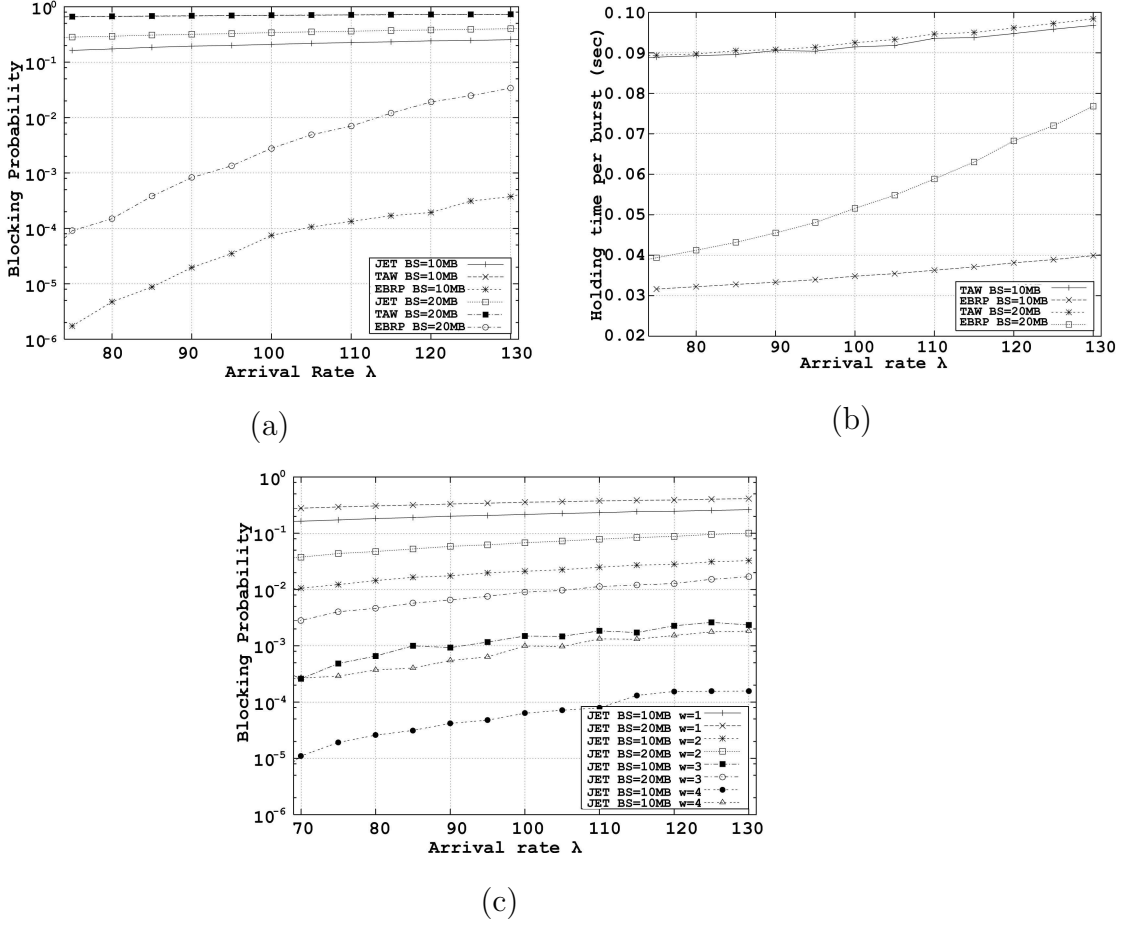 Blocking Probability
10^0
10^-1
10^-2
10^-3
10^-4
10^-5
10^-6
JET BS=10MB
TAW BS=10MB
EBRP BS=10MB
JET BS=20MB
TAW BS=20MB
EBRP BS=20MB
80 90 100 110 120 130
Arrival Rate λ
(a)
Holding time per burst (sec)
0.10
0.09
0.08
0.07
0.06
0.05
0.04
0.03
0.02
TAW BS=10MB
EBRP BS=10MB
TAW BS=20MB
EBRP BS=20MB
80 90 100 110 120 130
Arrival rate λ
(b)
Blocking Probability
10^0
10^-1
10^-2
10^-3
10^-4
10^-5
10^-6
JET BS=10MB w=1
JET BS=20MB w=1
JET BS=10MB w=2
JET BS=20MB w=2
JET BS=10MB w=3
JET BS=20MB w=3
JET BS=10MB w=4
JET BS=10MB w=4
70 80 90 100 110 120 130
Arrival rate λ
(c)